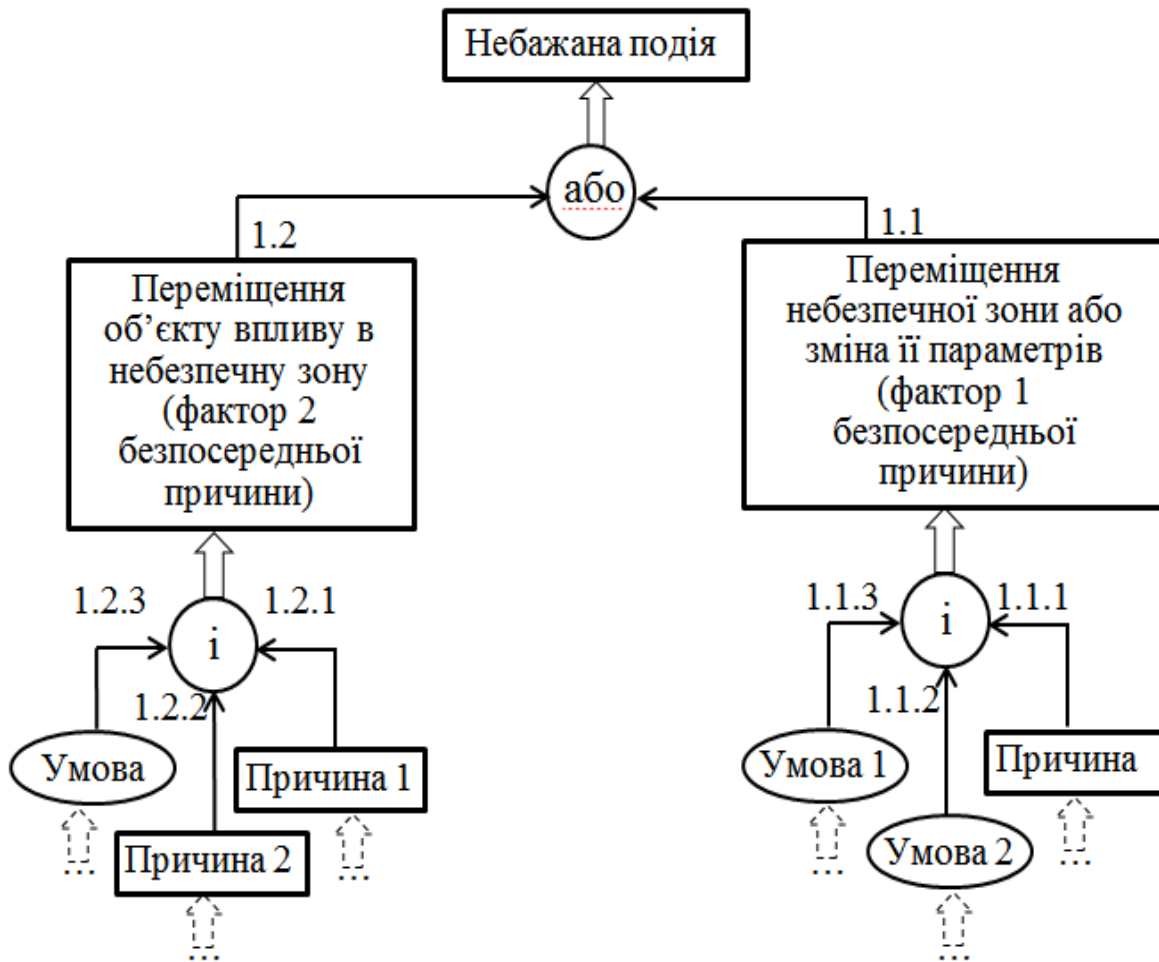 Небажана подія
або
1.2
1.1
Переміщення
об’єкту впливу в
небезпечну зону
(фактор 2
безпосередньої
причини)
Переміщення
небезпечної зони або
зміна її параметрів
(фактор 1
безпосередньої
причини)
1.2.3
1.2.1
і
1.2.2
1.1.3
1.1.1
і
1.1.2
Умова
Причина 1
Причина 2
Умова 1
Причина
Умова 2
...
...
...
...
...
...